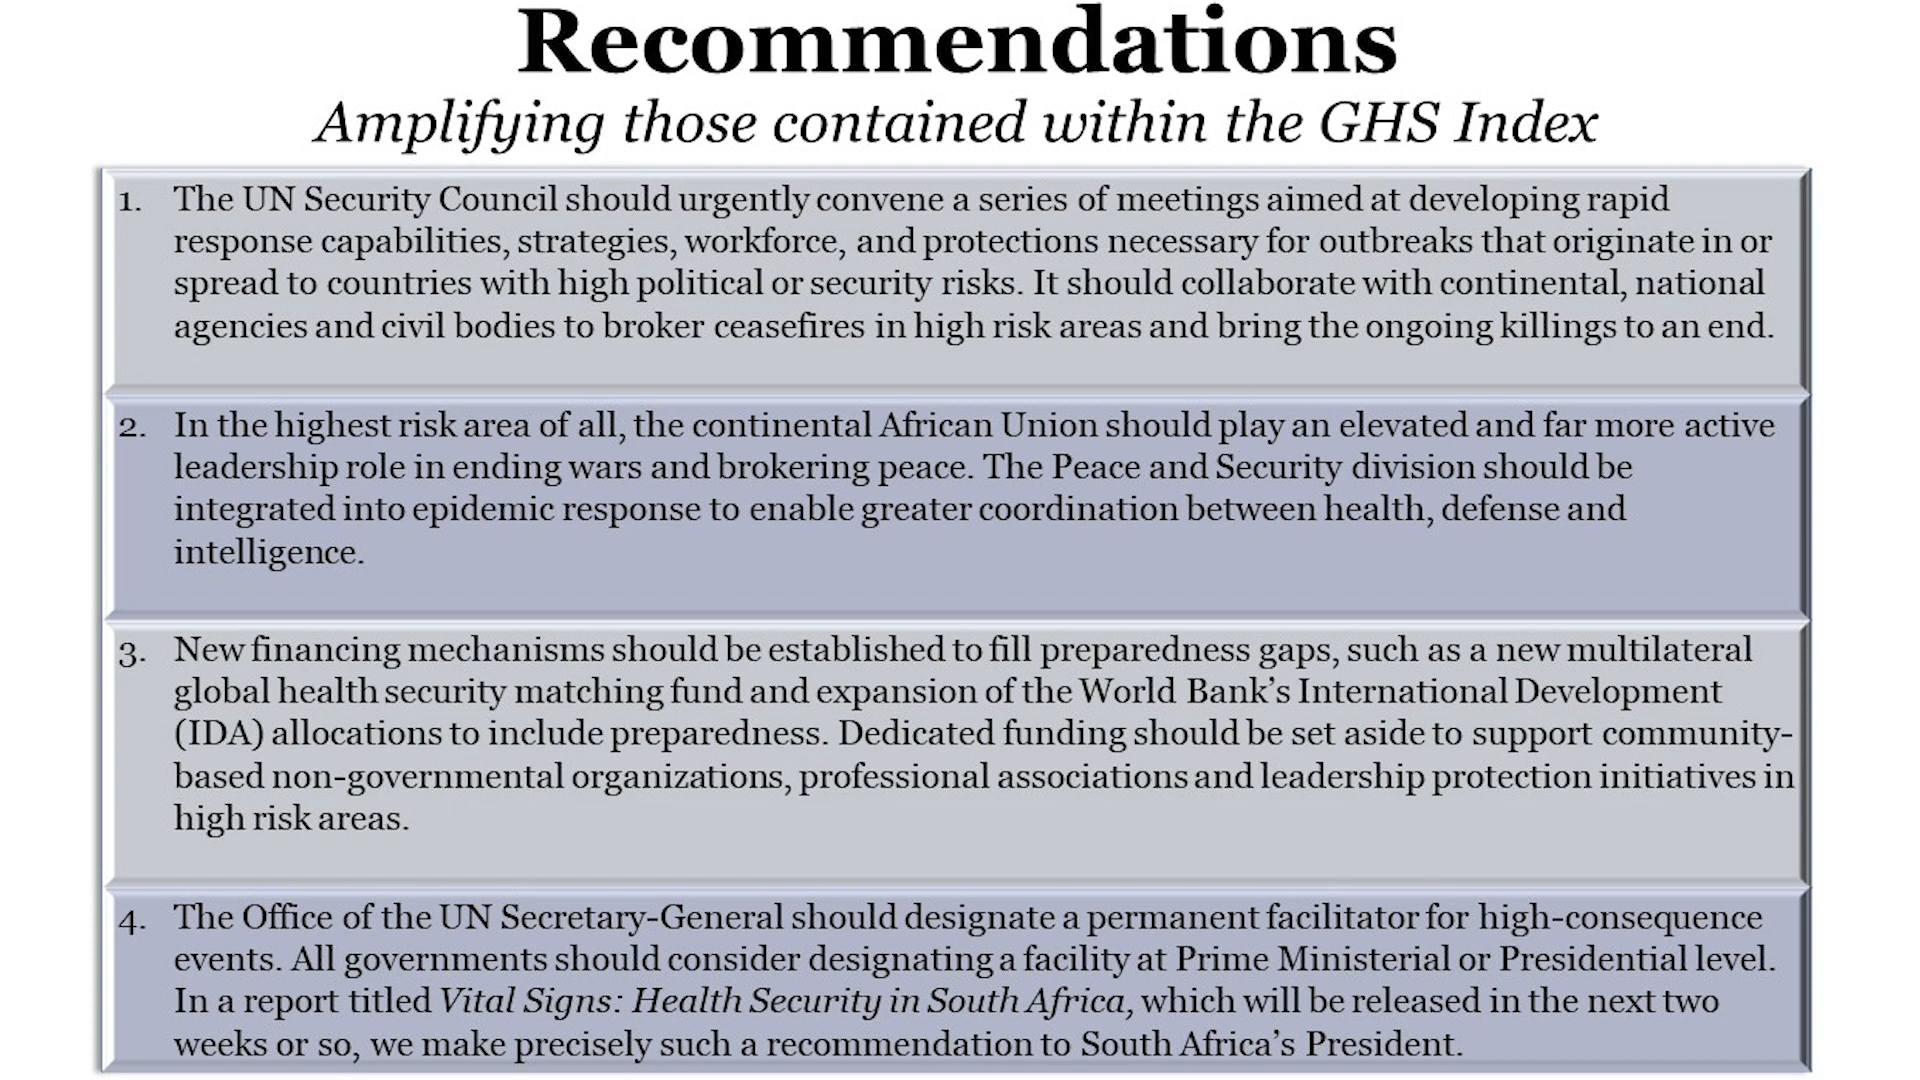 Recommendations
Amplifying those contained within the GHS Index
1. The UN Security Council should urgently convene a series of meetings aimed at developing rapid
response capabilities, strategies, workforce, and protections necessary for outbreaks that originate in or
spread to countries with high political or security risks. It should collaborate with continental, national
agencies and civil bodies to broker ceasefires in high risk areas and bring the ongoing killings to an end.
2. In the highest risk area of all, the continental African Union should play an elevated and far more active
leadership role in ending wars and brokering peace. The Peace and Security division should be
integrated into epidemic response to enable greater coordination between health, defense and
intelligence.
3. New financing mechanisms should be established to fill preparedness gaps, such as a new multilateral
global health security matching fund and expansion of the World Bank’s International Development
(IDA) allocations to include preparedness. Dedicated funding should be set aside to support community-
based non-governmental organizations, professional associations and leadership protection initiatives in
high risk areas.
4. The Office of the UN Secretary-General should designate a permanent facilitator for high-consequence
events. All governments should consider designating a facility at Prime Ministerial or Presidential level.
In a report titled Vital Signs: Health Security in South Africa, which will be released in the next two
weeks or so, we make precisely such a recommendation to South Africa’s President.